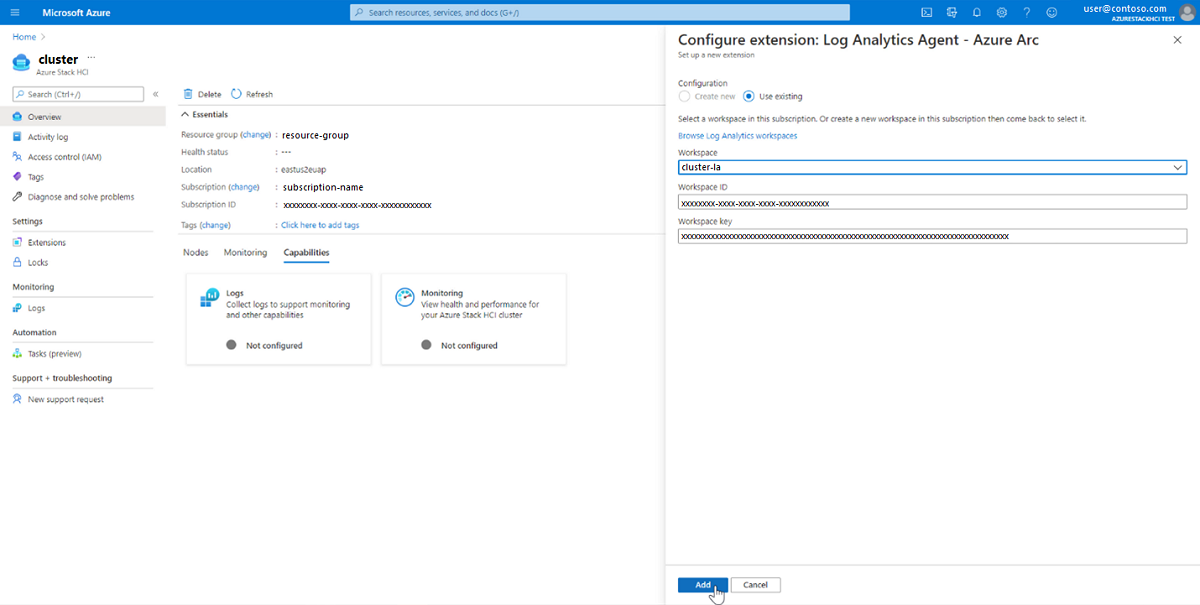 Microsoft Azure
Search resources, services, and docs (G+/)
user@contoso.com
AZURESTACKHCI TEST
Home >
cluster ...
Azure Stack HCI
Search (Ctrl+/)
«
Overview
Activity log
Access control (IAM)
Tags
Diagnose and solve problems
Settings
Extensions
Locks
Monitoring
Logs
Automation
Tasks (preview)
Support + troubleshooting
New support request
Delete
Refresh
Essentials
Resource group (change) : resource-group
Health status : ---
Location : eastus2euap
Subscription (change) : subscription-name
Subscription ID : xxxxxxxx-xxxx-xxxx-xxxx-xxxxxxxxxxxx
Tags (change) : Click here to add tags
Nodes Monitoring Capabilities
Logs
Collect logs to support monitoring
and other capabilities
Not configured
Monitoring
View health and performance for
your Azure Stack HCI cluster
Not configured
Configure extension: Log Analytics Agent - Azure Arc
Set up a new extension
Configuration
Create new Use existing
Select a workspace in this subscription. Or create a new workspace in this subscription then come back to select it.
Browse Log Analytics workspaces
Workspace
cluster-la
Workspace ID
xxxxxxxx-xxxx-xxxx-xxxx-xxxxxxxxxxxx
Workspace key
xxxxxxxxxxxxxxxxxxxxxxxxxxxxxxxxxxxxxxxxxxxxxxxxxxxxxxxxxxxxxxxxxxxxxxxxxxxxxxxx
Add Cancel